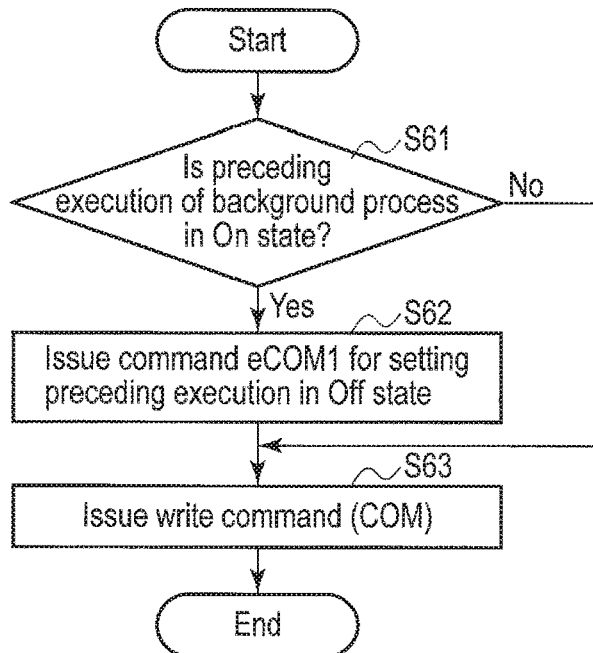 Start
S61
Is preceding
execution of background process
in On state?
No
Yes
S62
Issue command eCOM1 for setting
preceding execution in Off state
S63
Issue write command (COM)
End